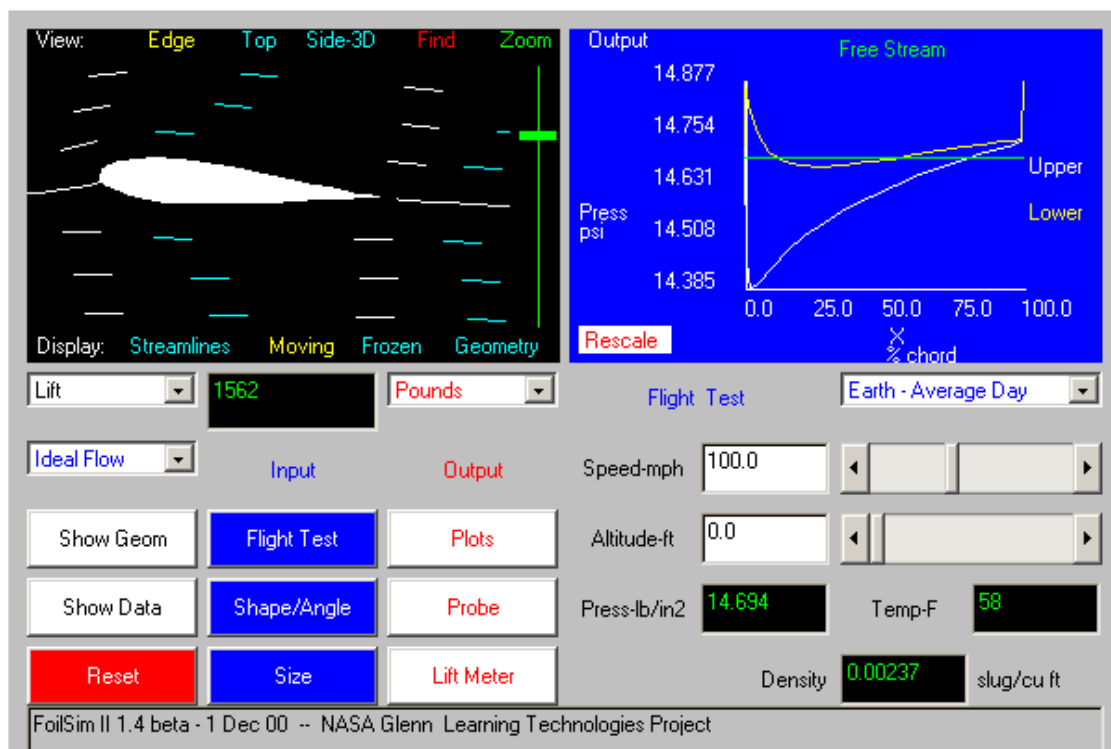 View: Edge Top Side-3D Find Zoom
Display: Streamlines Moving Frozen Geometry
Output Free Stream
14.877
14.754
14.631
14.508
14.385
Press
psi
Upper
Lower
0.0 25.0 50.0 75.0 100.0
X
% chord
Rescale
Lift 1562 Pounds
Flight Test Earth - Average Day
Ideal Flow Input Output
Speed-mph 100.0
Show Geom Flight Test Plots
Altitude-ft 0.0
Show Data Shape/Angle Probe
Press-lb/in2 14.694 Temp-F 58
Reset Size Lift Meter
Density 0.00237 slug/cu ft
FoilSim II 1.4 beta - 1 Dec 00 -- NASA Glenn Learning Technologies Project